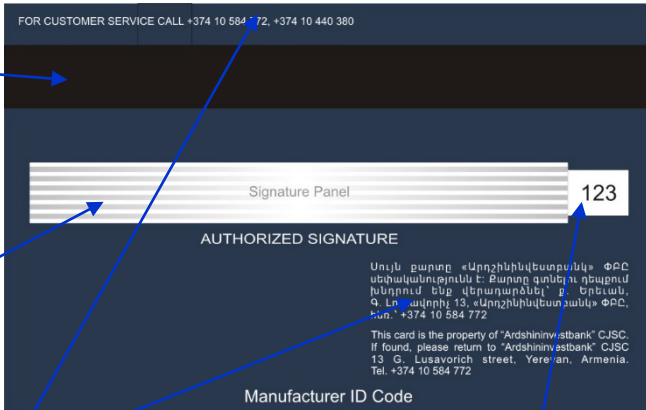 FOR CUSTOMER SERVICE CALL +374 10 584 772, +374 10 440 380
Signature Panel
123
AUTHORIZED SIGNATURE
Սույն քարտը «Արդշինինվեստբանկ» ՓԲԸ
սեփականությունն է: Քարտը գտնելու դեպքում
խնդրում ենք վերադարձնել՝ ք. Երեւան,
Գ. Լուսավորիչ 13, «Արդշինինվեստբանկ» ՓԲԸ,
հեռ.՝ +374 10 584 772
This card is the property of “Ardshininvestbank” CJSC.
If found, please return to “Ardshininvestbank” CJSC
13 G. Lusavorich street, Yerevan, Armenia.
Tel. +374 10 584 772
Manufacturer ID Code